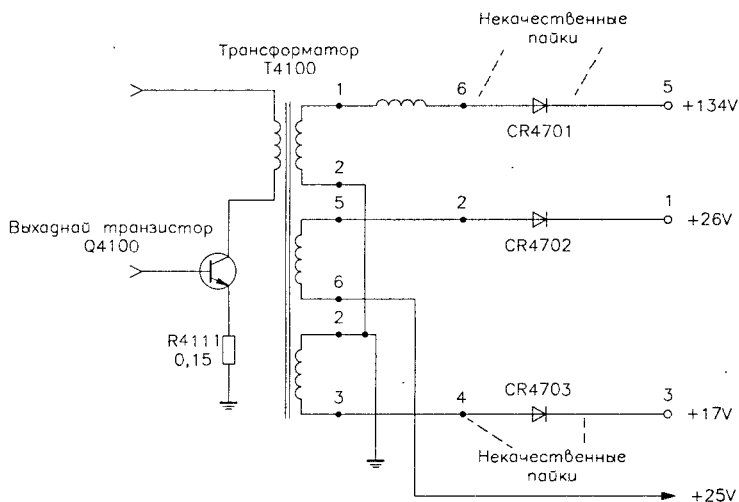 Некачественные
пайки
Трансформатор
T4100
1
6
5
+134V
CR4701
2
5
2
1
+26V
CR4702
Выхаднай транзистор
Q4100
6
2
R4111
0,15
3
4
CR4703
3
+17V
Некачественные
пайки
+25V